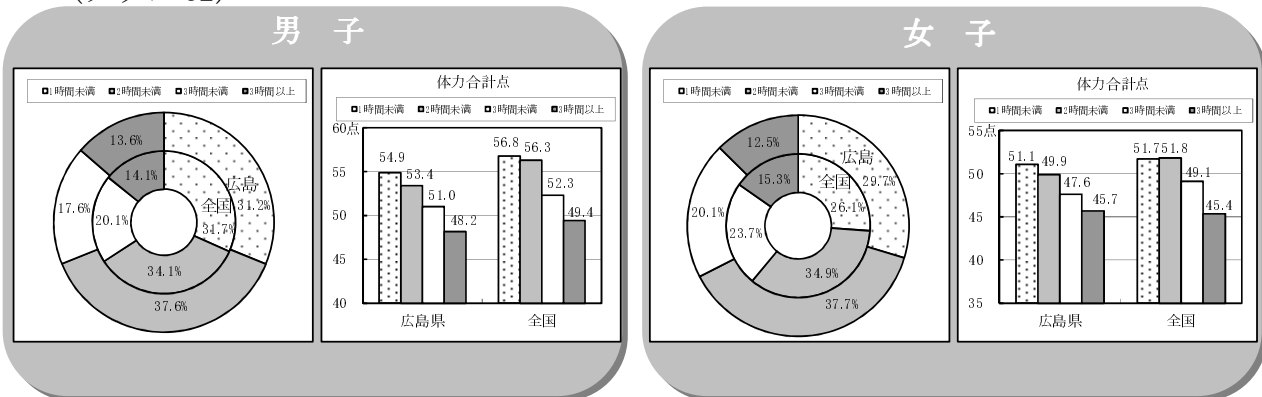 男 子
1時間未満 2時間未満 3時間未満 3時間以上
13.6%
14.1%
広島
31.2%
全国
31.7%
17.6%
20.1%
34.1%
37.6%
体力合計点
1時間未満 2時間未満 3時間未満 3時間以上
60点
55
50
45
40
54.9
53.4
51.0
48.2
56.8
56.3
52.3
49.4
広島県
全国
女 子
1時間未満 2時間未満 3時間未満 3時間以上
12.5%
15.3%
広島
29.7%
全国
26.1%
20.1%
23.7%
34.9%
37.7%
体力合計点
1時間未満 2時間未満 3時間未満 3時間以上
55点
50
45
40
35
51.1
49.9
47.6
45.7
51.7
51.8
49.1
45.4
広島県
全国